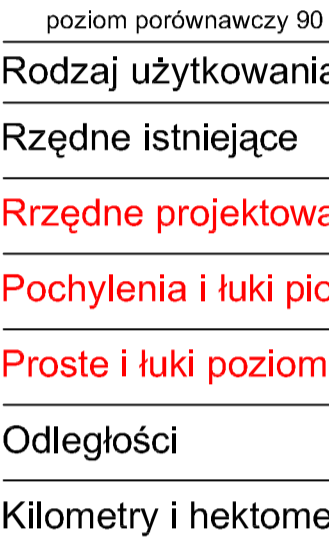 poziom porównawczy 90
Rodzaj użytkowania
Rzędne istniejące
Rrzędne projektowa
Pochylenia i łuki pio
Proste i łuki poziom
Odległości
Kilometry i hektome